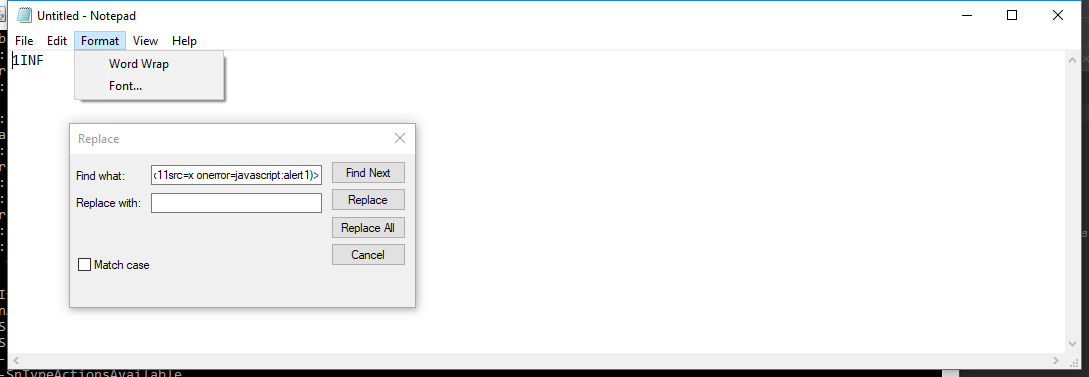 Untitled - Notepad
File Edit Format View Help
1INF
Word Wrap
Font...
Replace
Find what:
11src=x onerror=javascript:alert1)>
Find Next
Replace with:
Replace
Replace All
Cancel
Match case
SnTypeActionsAvailable